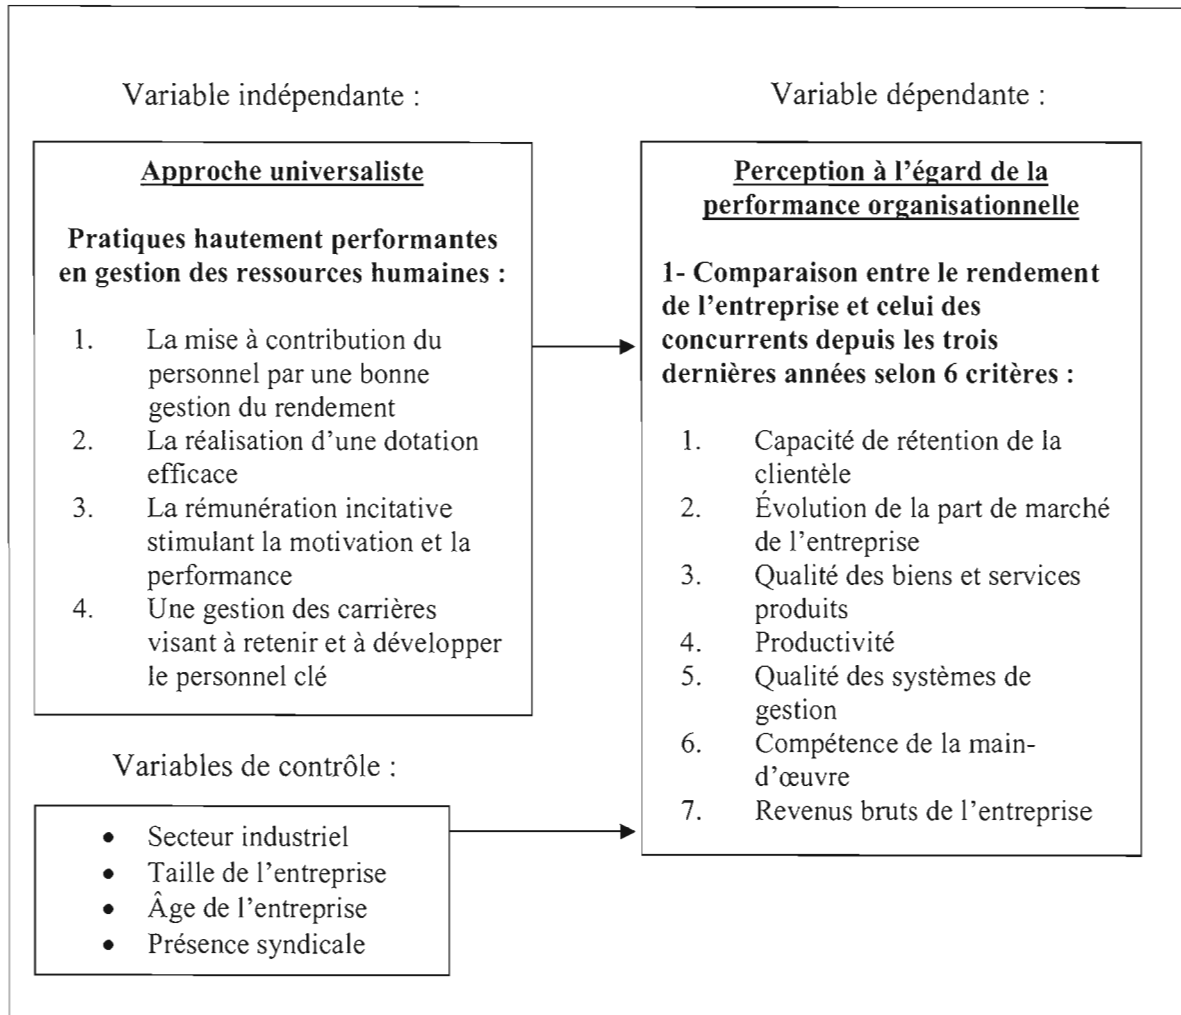 Variable indépendante :
Approche universaliste
Pratiques hautement performantes
en gestion des ressources humaines :
1. La mise à contribution du
personnel par une bonne
gestion du rendement
2. La réalisation d'une dotation
efficace
3. La rémunération incitative
stimulant la motivation et la
performance
4. Une gestion des carrières
visant à retenir et à développer
le personnel clé
Variables de contrôle :
• Secteur industriel
• Taille de l'entreprise
• Âge de l'entreprise
• Présence syndicale
Variable dépendante :
Perception à l'égard de la
performance organisationnelle
1- Comparaison entre le rendement
de l'entreprise et celui des
concurrents depuis les trois
dernières années selon 6 critères :
1. Capacité de rétention de la
clientèle
2. Évolution de la part de marché
de l'entreprise
3. Qualité des biens et services
produits
4. Productivité
5. Qualité des systèmes de
gestion
6. Compétence de la main-
d'œuvre
7. Revenus bruts de l'entreprise